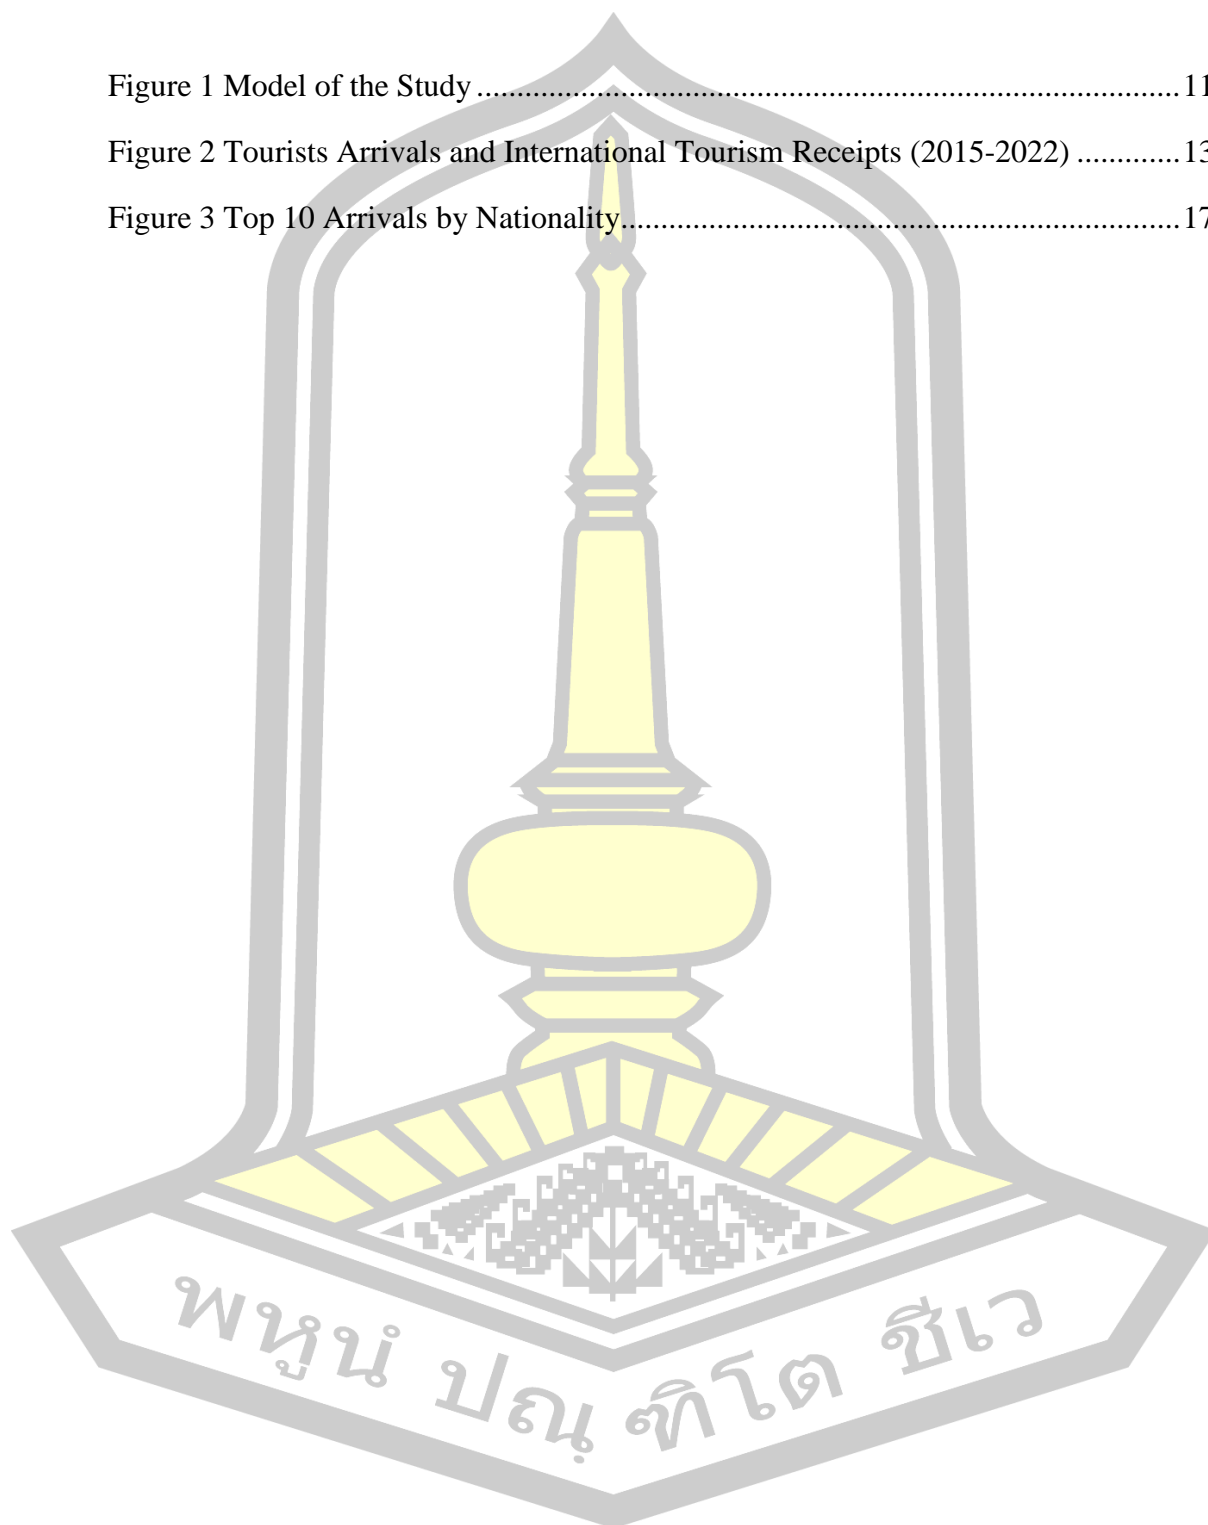 Figure 1 Model of the Study ....................................................................................... 11
Figure 2 Tourists Arrivals and International Tourism Receipts (2015-2022) ............. 13
Figure 3 Top 10 Arrivals by Nationality..................................................................... 17
พหูนํ ปณฺฑิโต ชีเว